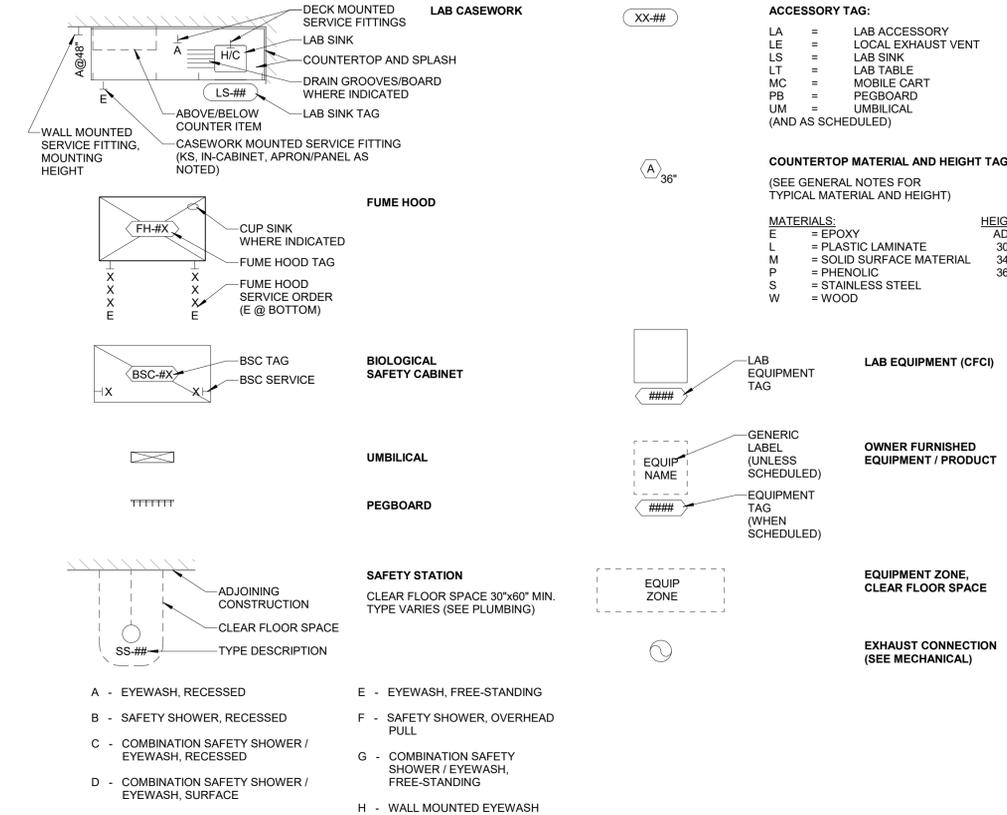 DECK MOUNTED
SERVICE FITTINGS
LAB CASEWORK
LAB SINK
A
H/C
A@48"
COUNTERTOP AND SPLASH
DRAIN GROOVES/BOARD
WHERE INDICATED
LS-##
E
LAB SINK TAG
ABOVE/BELOW
COUNTER ITEM
WALL MOUNTED
SERVICE FITTING,
MOUNTING
HEIGHT
CASEWORK MOUNTED SERVICE FITTING
(KS, IN-CABINET, APRON/PANEL AS
NOTED)
FUME HOOD
FH-#X
CUP SINK
WHERE INDICATED
FUME HOOD TAG
FUME HOOD
SERVICE ORDER
(E @ BOTTOM)
X X
X X
X X
E E
BSC-#X
X X
BSC TAG
BSC SERVICE
BIOLOGICAL
SAFETY CABINET
UMBILICAL
PEGBOARD
SAFETY STATION
CLEAR FLOOR SPACE 30"x60" MIN.
TYPE VARIES (SEE PLUMBING)
ADJOINING
CONSTRUCTION
CLEAR FLOOR SPACE
SS-##
TYPE DESCRIPTION
A - EYEWASH, RECESSED
B - SAFETY SHOWER, RECESSED
C - COMBINATION SAFETY SHOWER /
EYEWASH, RECESSED
D - COMBINATION SAFETY SHOWER /
EYEWASH, SURFACE
E - EYEWASH, FREE-STANDING
F - SAFETY SHOWER, OVERHEAD
PULL
G - COMBINATION SAFETY
SHOWER / EYEWASH,
FREE-STANDING
H - WALL MOUNTED EYEWASH
XX-##
ACCESSORY TAG:
LA = LAB ACCESSORY
LE = LOCAL EXHAUST VENT
LS = LAB SINK
LT = LAB TABLE
MC = MOBILE CART
PB = PEGBOARD
UM = UMBILICAL
(AND AS SCHEDULED)
A
36"
COUNTERTOP MATERIAL AND HEIGHT TAG
(SEE GENERAL NOTES FOR
TYPICAL MATERIAL AND HEIGHT)
MATERIALS: HEIG
E = EPOXY AD
L = PLASTIC LAMINATE 30
M = SOLID SURFACE MATERIAL 34
P = PHENOLIC 36
S = STAINLESS STEEL
W = WOOD
####
LAB
EQUIPMENT
TAG
LAB EQUIPMENT (CFCI)
EQUIP
NAME
####
GENERIC
LABEL
(UNLESS
SCHEDULED)
EQUIPMENT
TAG
(WHEN
SCHEDULED)
OWNER FURNISHED
EQUIPMENT / PRODUCT
EQUIP
ZONE
EQUIPMENT ZONE,
CLEAR FLOOR SPACE
EXHAUST CONNECTION
(SEE MECHANICAL)